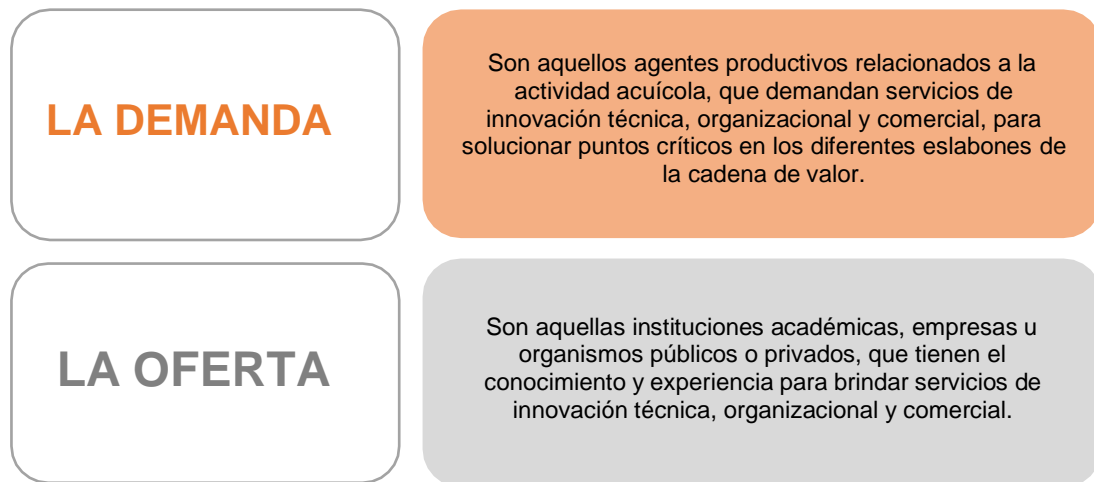 LA DEMANDA
Son aquellos agentes productivos relacionados a la
actividad acuícola, que demandan servicios de
innovación técnica, organizacional y comercial, para
solucionar puntos críticos en los diferentes eslabones de
la cadena de valor.
LA OFERTA
Son aquellas instituciones académicas, empresas u
organismos públicos o privados, que tienen el
conocimiento y experiencia para brindar servicios de
innovación técnica, organizacional y comercial.